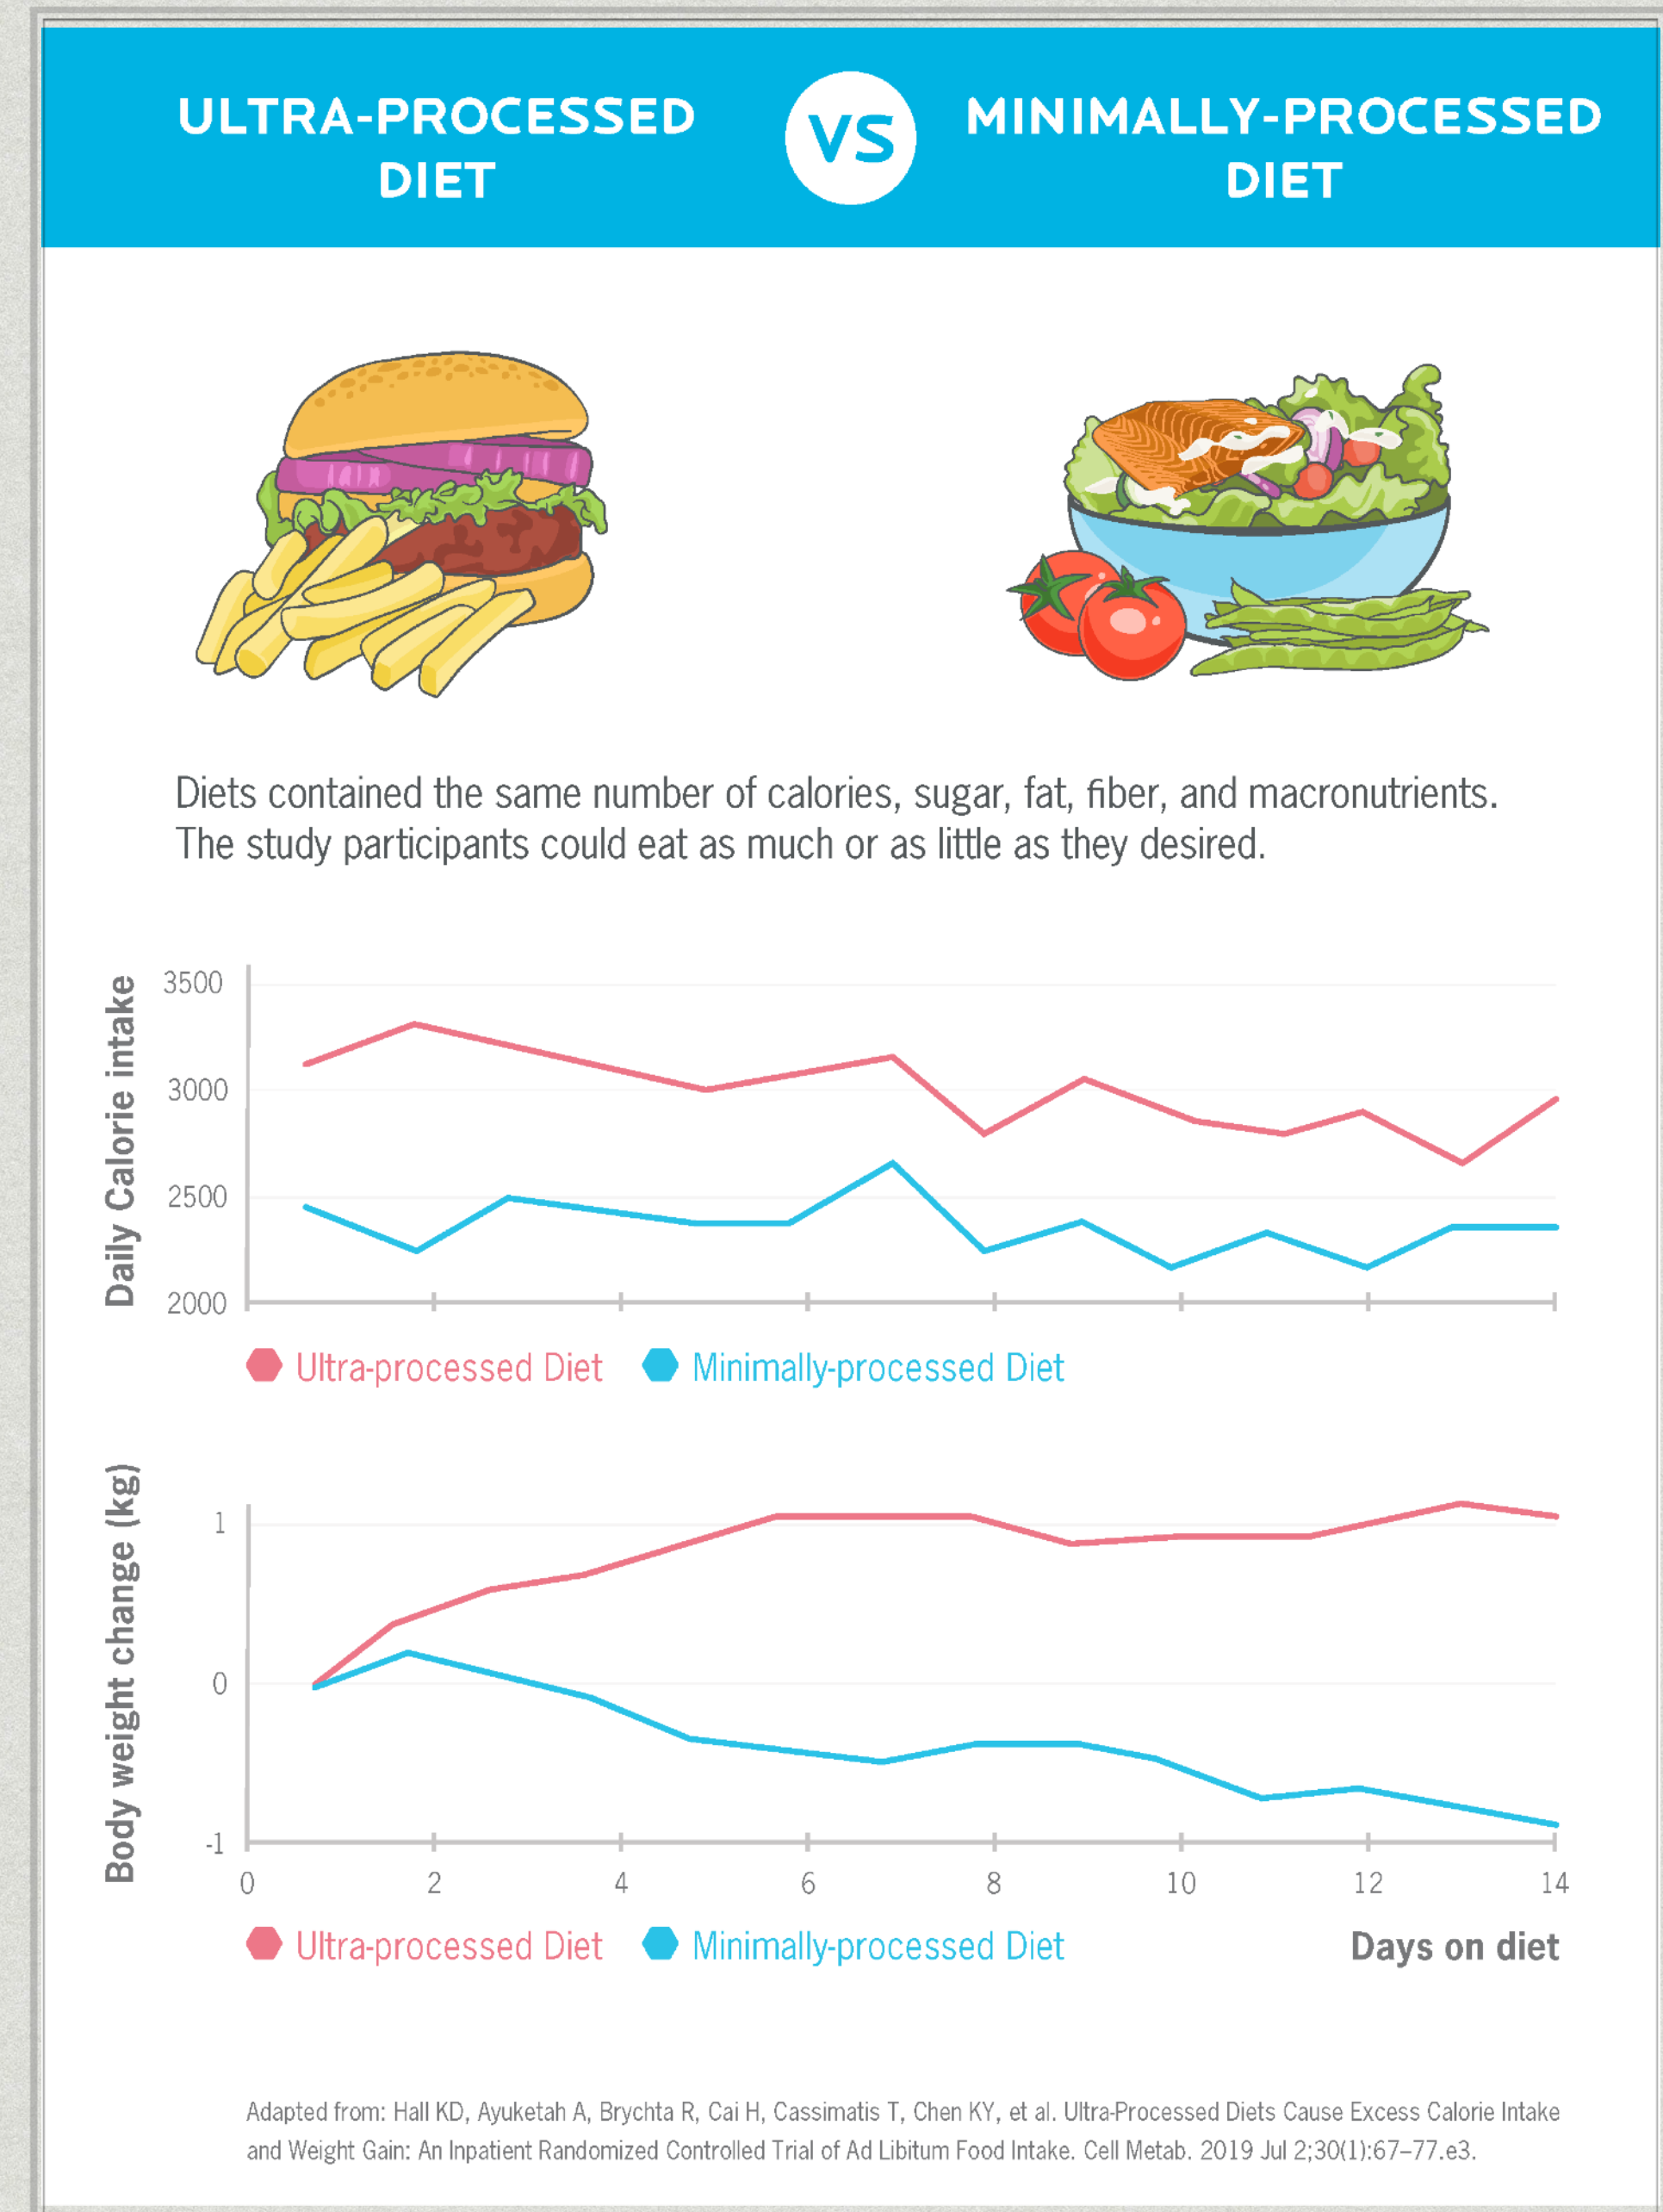 ULTRA-PROCESSED
DIET
VS
MINIMALLY-PROCESSED
DIET
Diets contained the same number of calories, sugar, fat, fiber, and macronutrients.
The study participants could eat as much or as little as they desired.
Daily Calorie intake
3500
3000
2500
2000
Ultra-processed Diet
Minimally-processed Diet
Body weight change (kg)
1
0
-1
0 2 4 6 8 10 12 14
Ultra-processed Diet
Minimally-processed Diet
Days on diet
Adapted from: Hall KD, Ayuketah A, Brychta R, Cai H, Cassimatis T, Chen KY, et al. Ultra-Processed Diets Cause Excess Calorie Intake
and Weight Gain: An Inpatient Randomized Controlled Trial of Ad Libitum Food Intake. Cell Metab. 2019 Jul 2;30(1):67–77.e3.